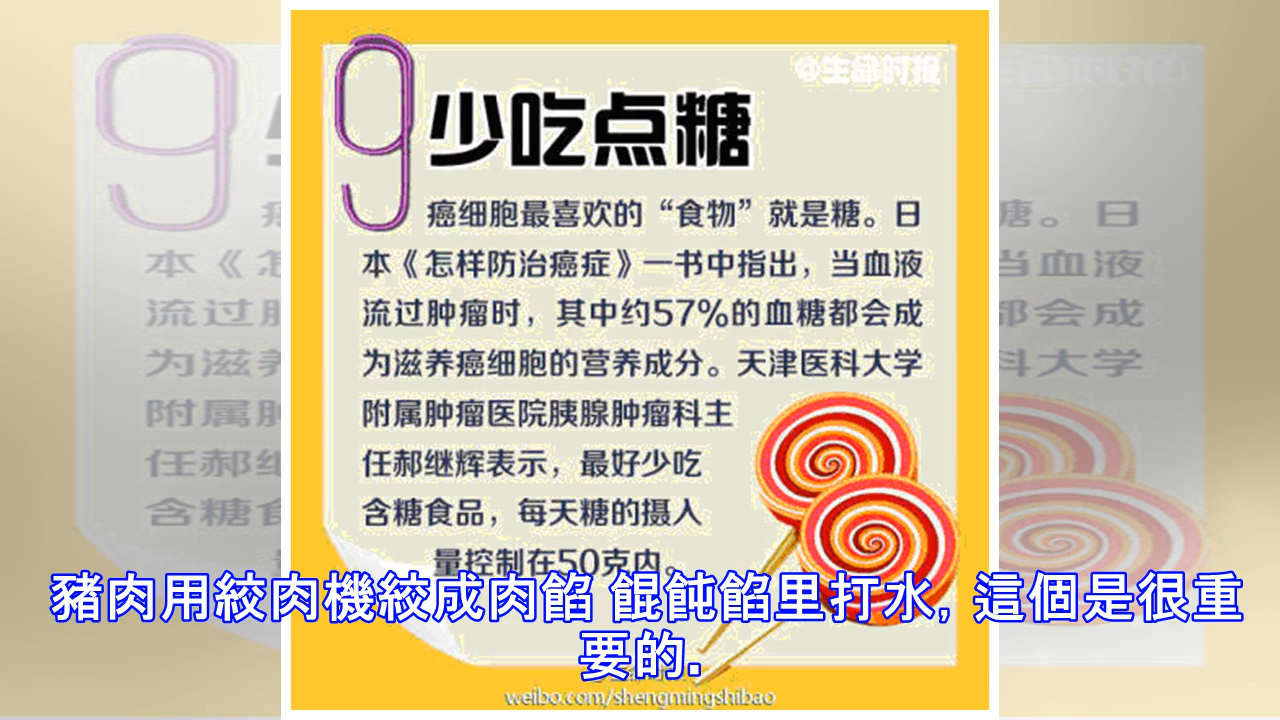 @生命时报
9 少吃点糖
癌细胞最喜欢的“食物”就是糖。日
本《怎样防治癌症》一书中指出，当血液
流过肿瘤时，其中约57%的血糖都会成
为滋养癌细胞的营养成分。天津医科大学
附属肿瘤医院胰腺肿瘤科主
任郝继辉表示，最好少吃
含糖食品，每天糖的摄入
量控制在50克内。
豬肉用絞肉機絞成肉餡 餛飩餡里打水, 這個是很重
要的.
weibo.com/shengmingshibao